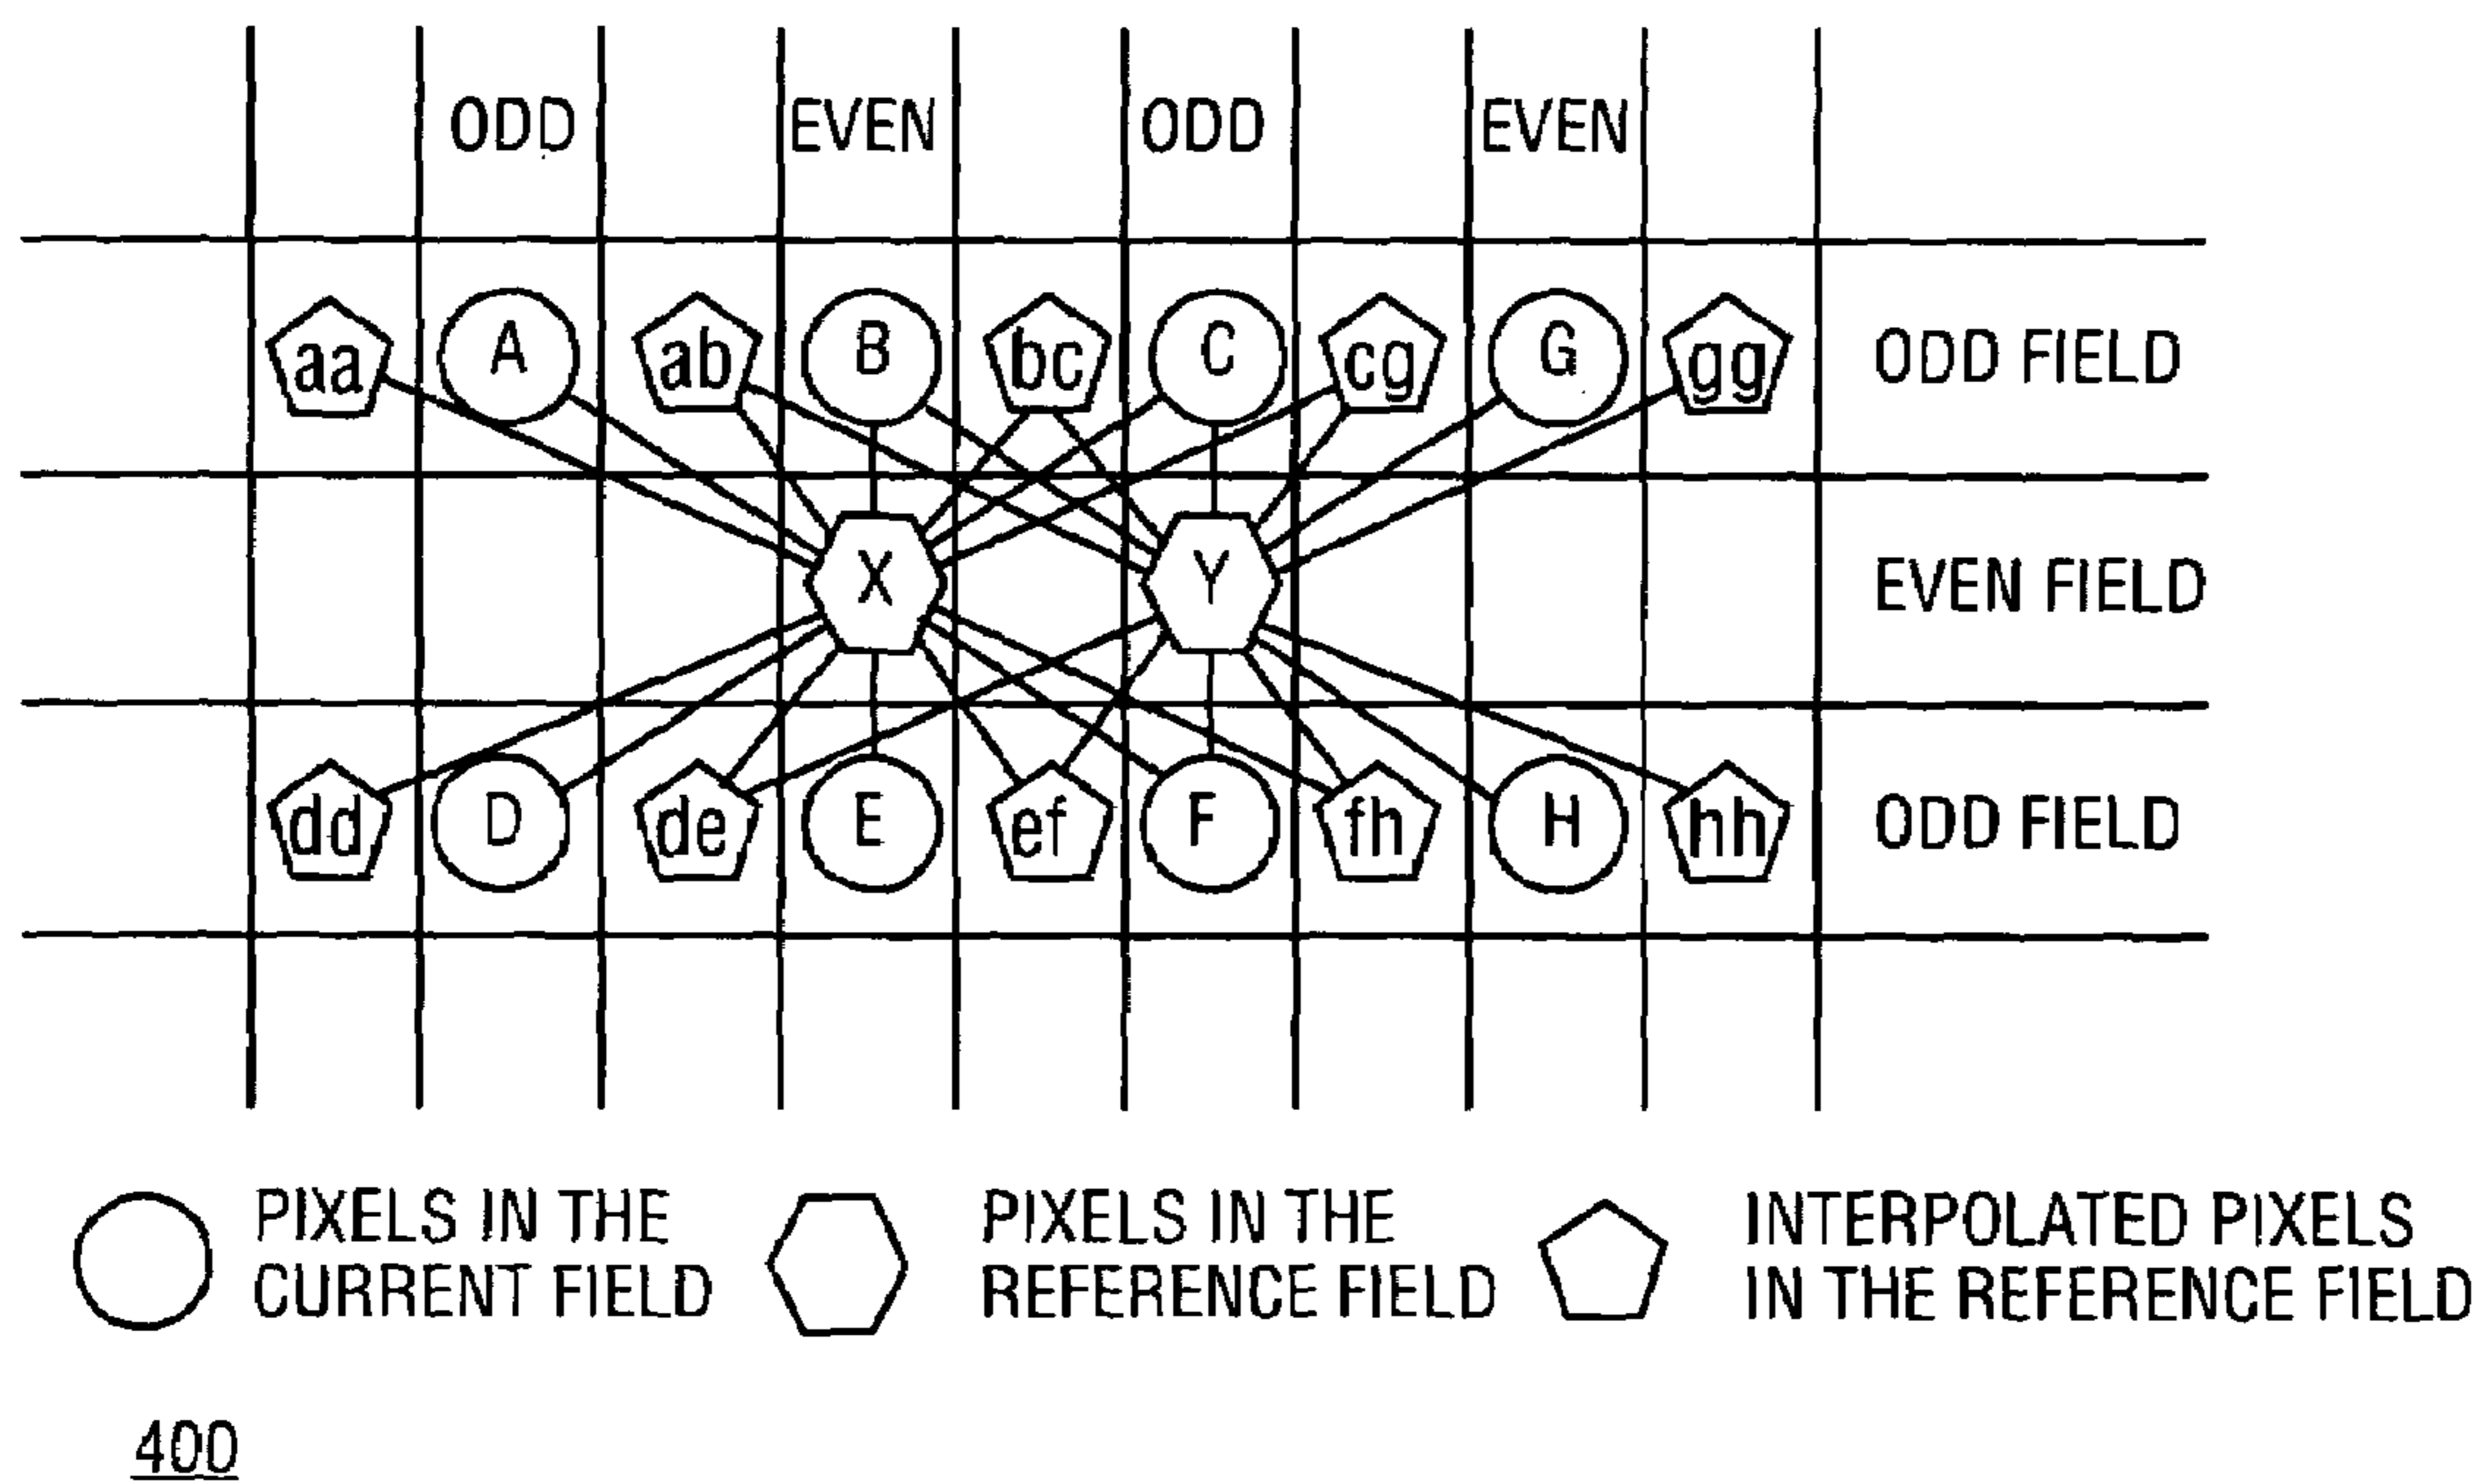 ODD EVEN ODD EVEN
aa A ab B bc C cg G gg ODD FIELD
X Y EVEN FIELD
dd D de E ef F fh H hh ODD FIELD
PIXELS IN THE CURRENT FIELD
PIXELS IN THE REFERENCE FIELD
INTERPOLATED PIXELS IN THE REFERENCE FIELD
400